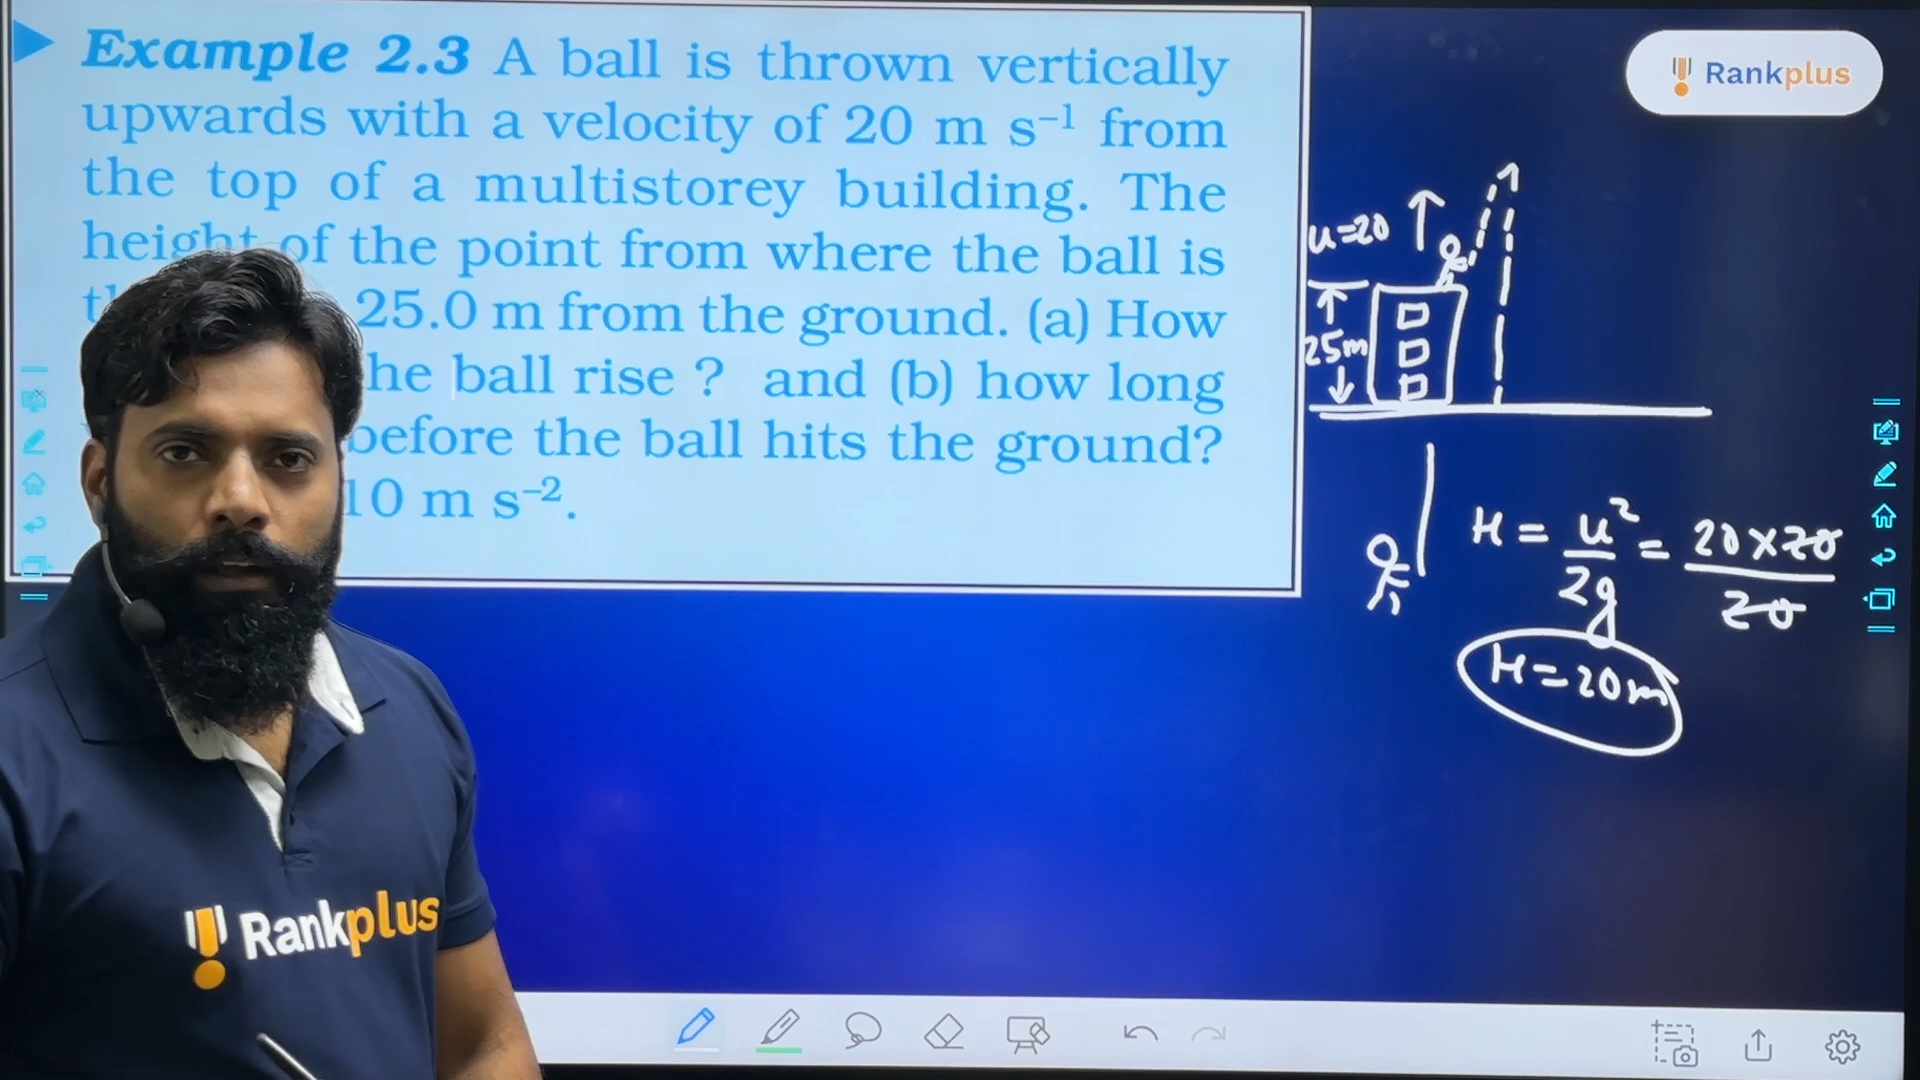 Example 2.3 A ball is thrown vertically
upwards with a velocity of 20 m s⁻¹ from
the top of a multistorey building. The
height of the point from where the ball is
25.0 m from the ground. (a) How
he ball rise ? and (b) how long
before the ball hits the ground?
10 m s⁻².
Rankplus
u=20
25m
H = u²/2g = 20×20/20
H=20m
Rankplus